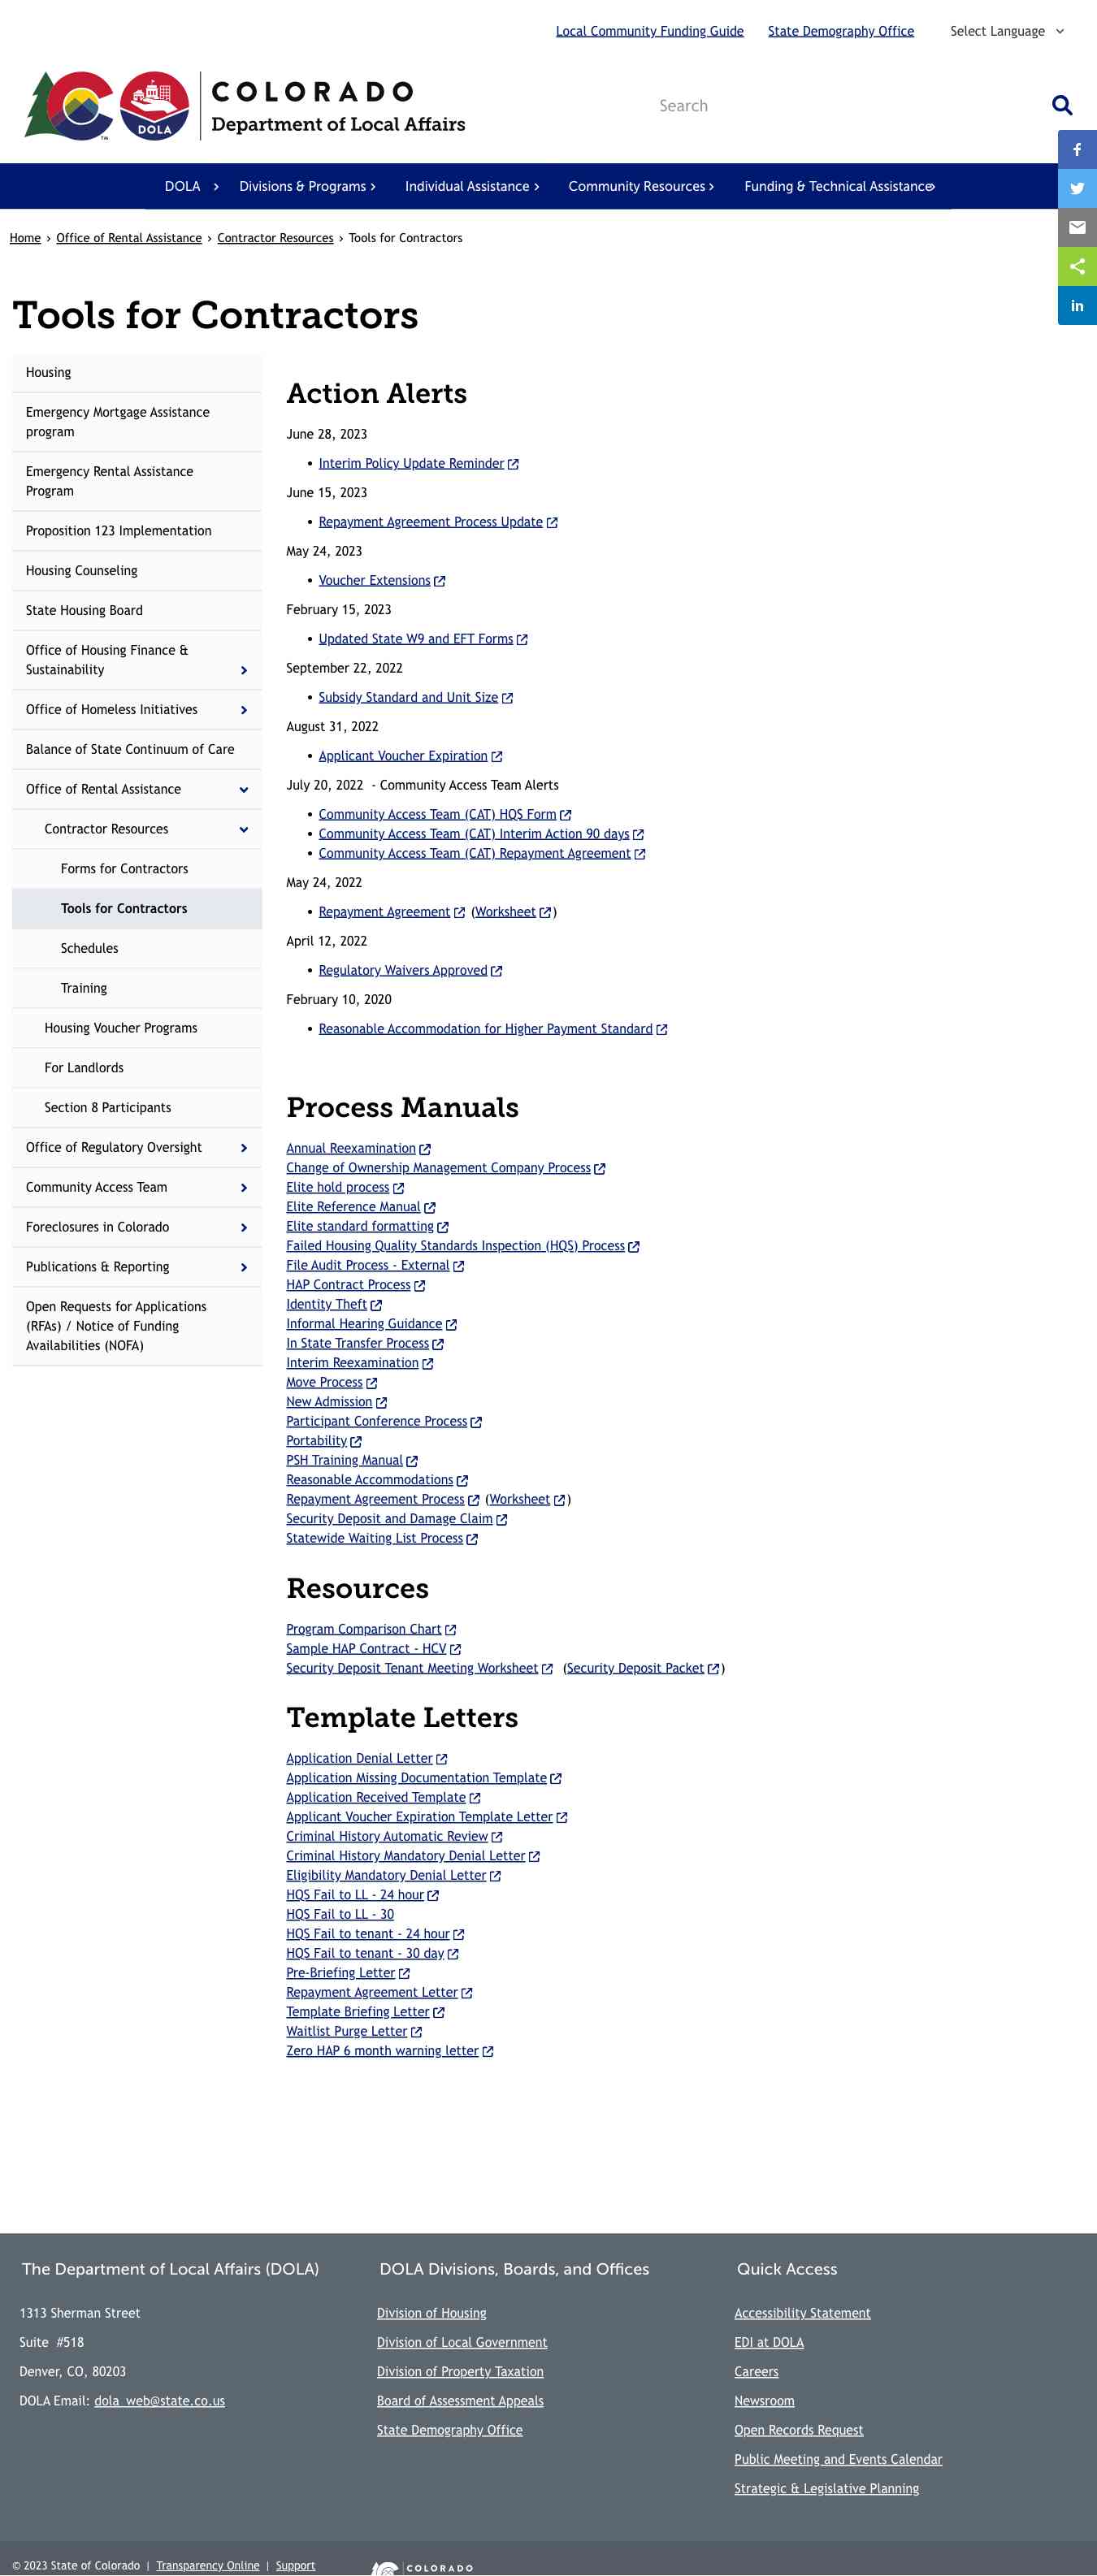 Local Community Funding Guide State Demography Office Select Language
COLORADO
Department of Local Affairs
DOLA
TM
Search
DOLA Divisions & Programs Individual Assistance Community Resources Funding & Technical Assistance
Home › Office of Rental Assistance › Contractor Resources › Tools for Contractors
Tools for Contractors
Housing
Emergency Mortgage Assistance
program
Emergency Rental Assistance
Program
Proposition 123 Implementation
Housing Counseling
State Housing Board
Office of Housing Finance &
Sustainability
Office of Homeless Initiatives
Balance of State Continuum of Care
Office of Rental Assistance
Contractor Resources
Forms for Contractors
Tools for Contractors
Schedules
Training
Housing Voucher Programs
For Landlords
Section 8 Participants
Office of Regulatory Oversight
Community Access Team
Foreclosures in Colorado
Publications & Reporting
Open Requests for Applications
(RFAs) / Notice of Funding
Availabilities (NOFA)
Action Alerts
June 28, 2023
• Interim Policy Update Reminder
June 15, 2023
• Repayment Agreement Process Update
May 24, 2023
• Voucher Extensions
February 15, 2023
• Updated State W9 and EFT Forms
September 22, 2022
• Subsidy Standard and Unit Size
August 31, 2022
• Applicant Voucher Expiration
July 20, 2022 - Community Access Team Alerts
• Community Access Team (CAT) HQS Form
• Community Access Team (CAT) Interim Action 90 days
• Community Access Team (CAT) Repayment Agreement
May 24, 2022
• Repayment Agreement (Worksheet)
April 12, 2022
• Regulatory Waivers Approved
February 10, 2020
• Reasonable Accommodation for Higher Payment Standard
Process Manuals
Annual Reexamination
Change of Ownership Management Company Process
Elite hold process
Elite Reference Manual
Elite standard formatting
Failed Housing Quality Standards Inspection (HQS) Process
File Audit Process - External
HAP Contract Process
Identity Theft
Informal Hearing Guidance
In State Transfer Process
Interim Reexamination
Move Process
New Admission
Participant Conference Process
Portability
PSH Training Manual
Reasonable Accommodations
Repayment Agreement Process (Worksheet)
Security Deposit and Damage Claim
Statewide Waiting List Process
Resources
Program Comparison Chart
Sample HAP Contract - HCV
Security Deposit Tenant Meeting Worksheet (Security Deposit Packet)
Template Letters
Application Denial Letter
Application Missing Documentation Template
Application Received Template
Applicant Voucher Expiration Template Letter
Criminal History Automatic Review
Criminal History Mandatory Denial Letter
Eligibility Mandatory Denial Letter
HQS Fail to LL - 24 hour
HQS Fail to LL - 30
HQS Fail to tenant - 24 hour
HQS Fail to tenant - 30 day
Pre-Briefing Letter
Repayment Agreement Letter
Template Briefing Letter
Waitlist Purge Letter
Zero HAP 6 month warning letter
The Department of Local Affairs (DOLA)
1313 Sherman Street
Suite #518
Denver, CO, 80203
DOLA Email: dola_web@state.co.us
DOLA Divisions, Boards, and Offices
Division of Housing
Division of Local Government
Division of Property Taxation
Board of Assessment Appeals
State Demography Office
Quick Access
Accessibility Statement
EDI at DOLA
Careers
Newsroom
Open Records Request
Public Meeting and Events Calendar
Strategic & Legislative Planning
© 2023 State of Colorado | Transparency Online | Support
COLORADO